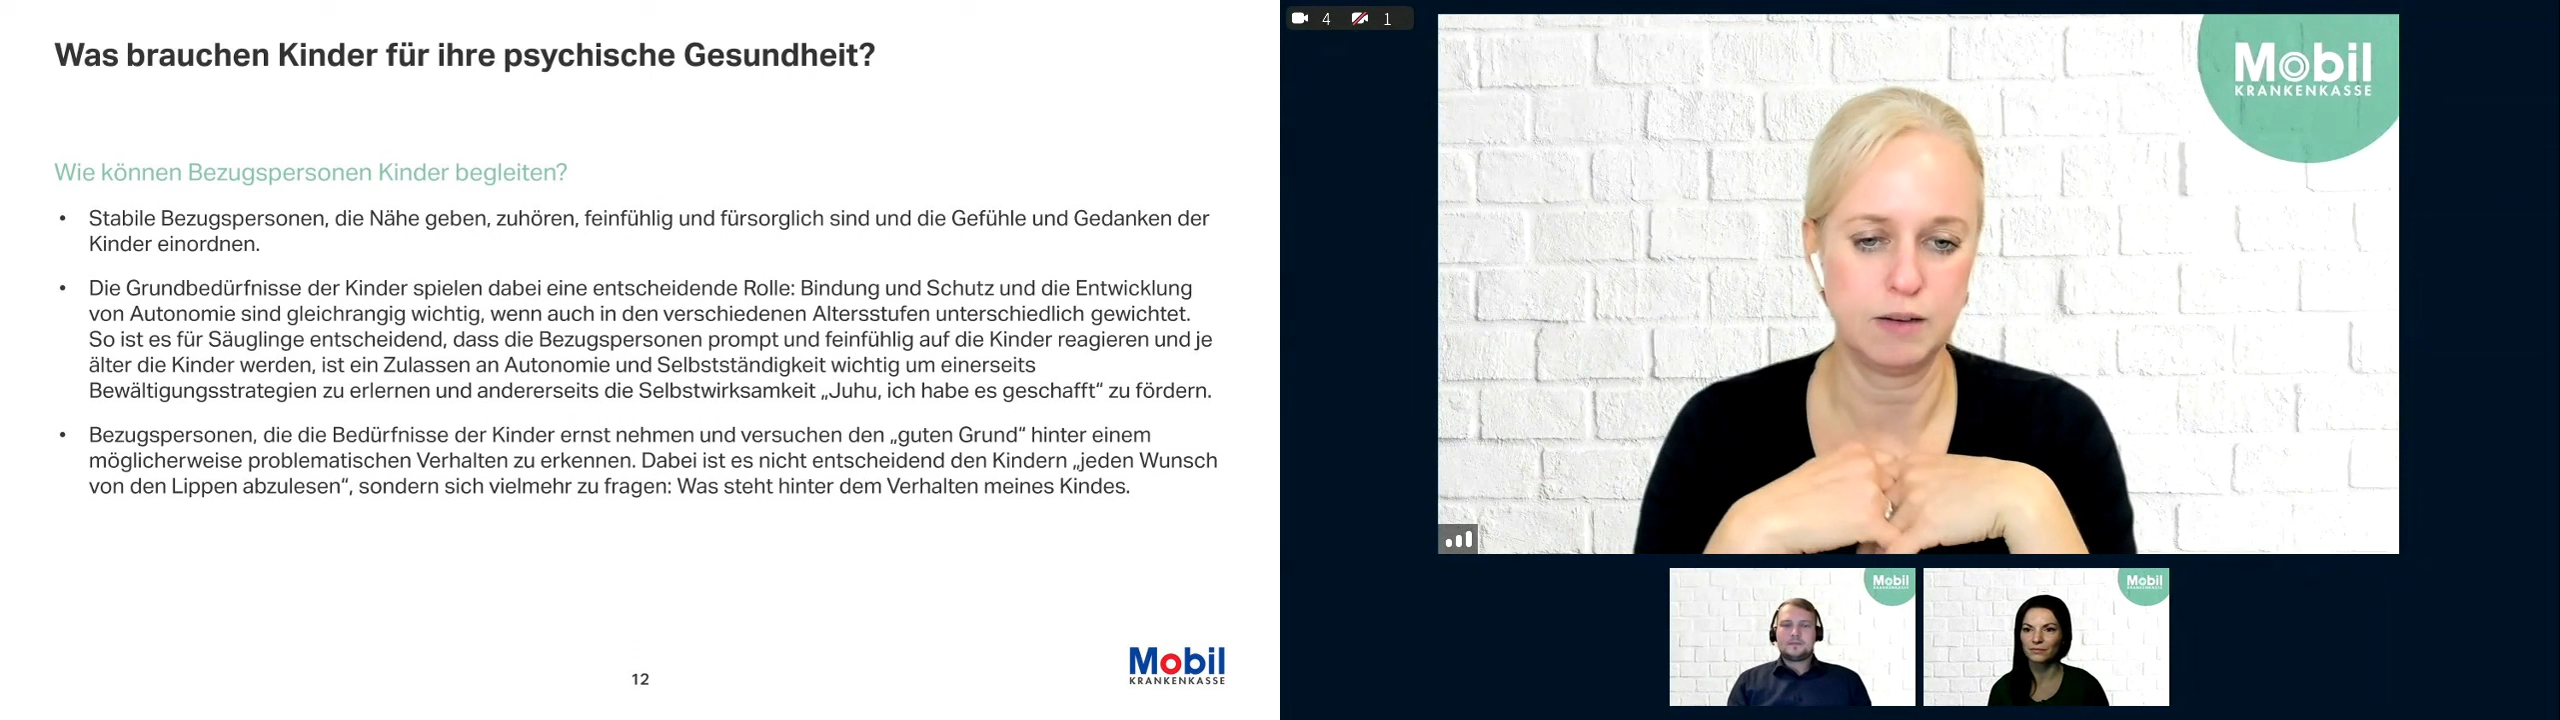 Was brauchen Kinder für ihre psychische Gesundheit?
Wie können Bezugspersonen Kinder begleiten?
• Stabile Bezugspersonen, die Nähe geben, zuhören, feinfühlig und fürsorglich sind und die Gefühle und Gedanken der
Kinder einordnen.
• Die Grundbedürfnisse der Kinder spielen dabei eine entscheidende Rolle: Bindung und Schutz und die Entwicklung
von Autonomie sind gleichrangig wichtig, wenn auch in den verschiedenen Altersstufen unterschiedlich gewichtet.
So ist es für Säuglinge entscheidend, dass die Bezugspersonen prompt und feinfühlig auf die Kinder reagieren und je
älter die Kinder werden, ist ein Zulassen an Autonomie und Selbstständigkeit wichtig um einerseits
Bewältigungsstrategien zu erlernen und andererseits die Selbstwirksamkeit „Juhu, ich habe es geschafft“ zu fördern.
• Bezugspersonen, die die Bedürfnisse der Kinder ernst nehmen und versuchen den „guten Grund“ hinter einem
möglicherweise problematischen Verhalten zu erkennen. Dabei ist es nicht entscheidend den Kindern „jeden Wunsch
von den Lippen abzulesen“, sondern sich vielmehr zu fragen: Was steht hinter dem Verhalten meines Kindes.
12
Mobil
KRANKENKASSE
4 1
Mobil
KRANKENKASSE
Mobil
KRANKENKASSE
Mobil
KRANKENKASSE